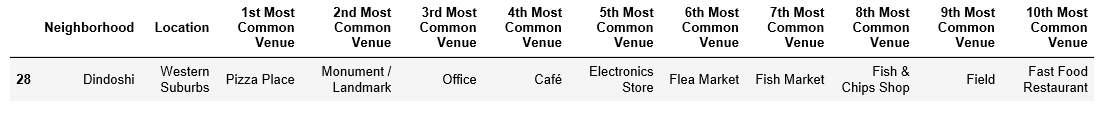 Neighborhood Location 1st Most Common Venue 2nd Most Common Venue 3rd Most Common Venue 4th Most Common Venue 5th Most Common Venue 6th Most Common Venue 7th Most Common Venue 8th Most Common Venue 9th Most Common Venue 10th Most Common Venue
28 Dindoshi Western Suburbs Pizza Place Monument / Landmark Office Café Electronics Store Flea Market Fish Market Fish & Chips Shop Field Fast Food Restaurant